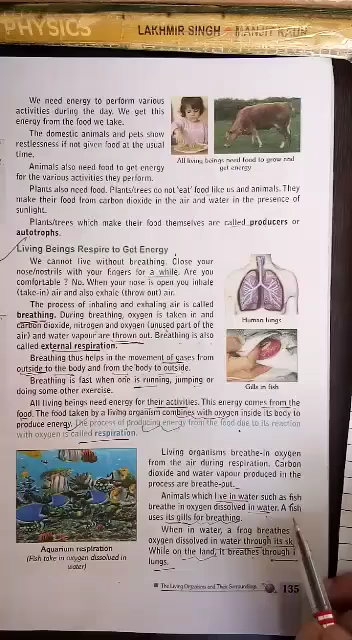 PHYSICS
LAKHMIR SINGH MANJIT KAUR
We need energy to perform various
activities during the day. We get this
energy from the food we take.
The domestic animals and pets show
restlessness if not given food at the usual
time.
Animals also need food to get energy
for the various activities they perform.
All living beings need food to grow and
get energy
Plants also need food. Plants/trees do not 'eat' food like us and animals. They
make their food from carbon dioxide in the air and water in the presence of
sunlight.
Plants/trees which make their food themselves are called producers or
autotrophs.
Living Beings Respire to Get Energy
We cannot live without breathing. Close your
nose/nostrils with your fingers for a while. Are you
comfortable ? No. When your nose is open you inhale
(take-in) air and also exhale (throw out) air.
The process of inhaling and exhaling air is called
breathing. During breathing, oxygen is taken in and
carbon dioxide, nitrogen and oxygen (unused part of the
air) and water vapour are thrown out. Breathing is also
called external respiration.
Human lungs
Breathing thus helps in the movement of gases from
outside to the body and from the body to outside.
Breathing is fast when one is running, jumping or
doing some other exercise.
Gills in fish
All living beings need energy for their activities. This energy comes from the
food. The food taken by a living organism combines with oxygen inside its body to
produce energy. The process of producing energy from the food due to its reaction
with oxygen is called respiration.
Living organisms breathe-in oxygen
from the air during respiration. Carbon
dioxide and water vapour produced in the
process are breathe-out.
Animals which live in water such as fish
breathe in oxygen dissolved in water. A fish
uses its gills for breathing.
When in water, a frog breathes
oxygen dissolved in water through its sk
While on the land, it breathes through i
lungs.
Aquarium respiration
(Fish take in oxygen dissolved in
water)
The Living Organisms and Their Surroundings 135